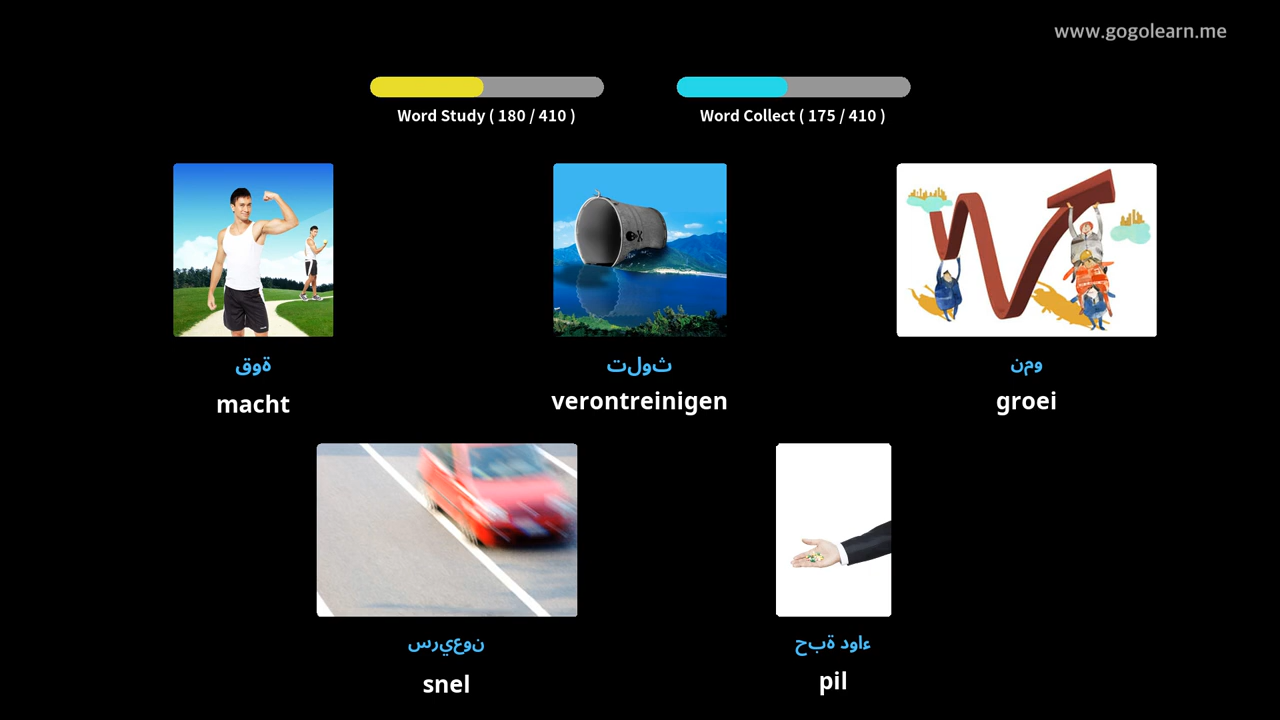 www.gogolearn.me
Word Study ( 180 / 410 )
Word Collect ( 175 / 410 )
ةوق
ثولت
ومن
macht
verontreinigen
groei
نوعيرس
ءاود ةبح
snel
pil